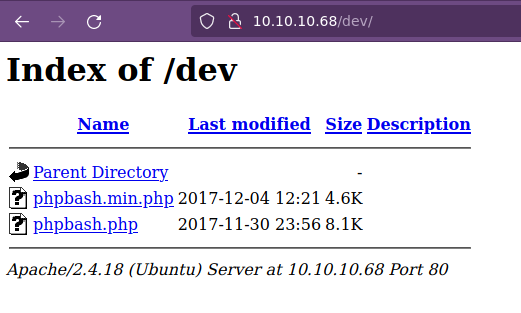 10.10.10.68/dev/
Index of /dev
Name Last modified Size Description
Parent Directory -
phpbash.min.php 2017-12-04 12:21 4.6K
phpbash.php 2017-11-30 23:56 8.1K
Apache/2.4.18 (Ubuntu) Server at 10.10.10.68 Port 80